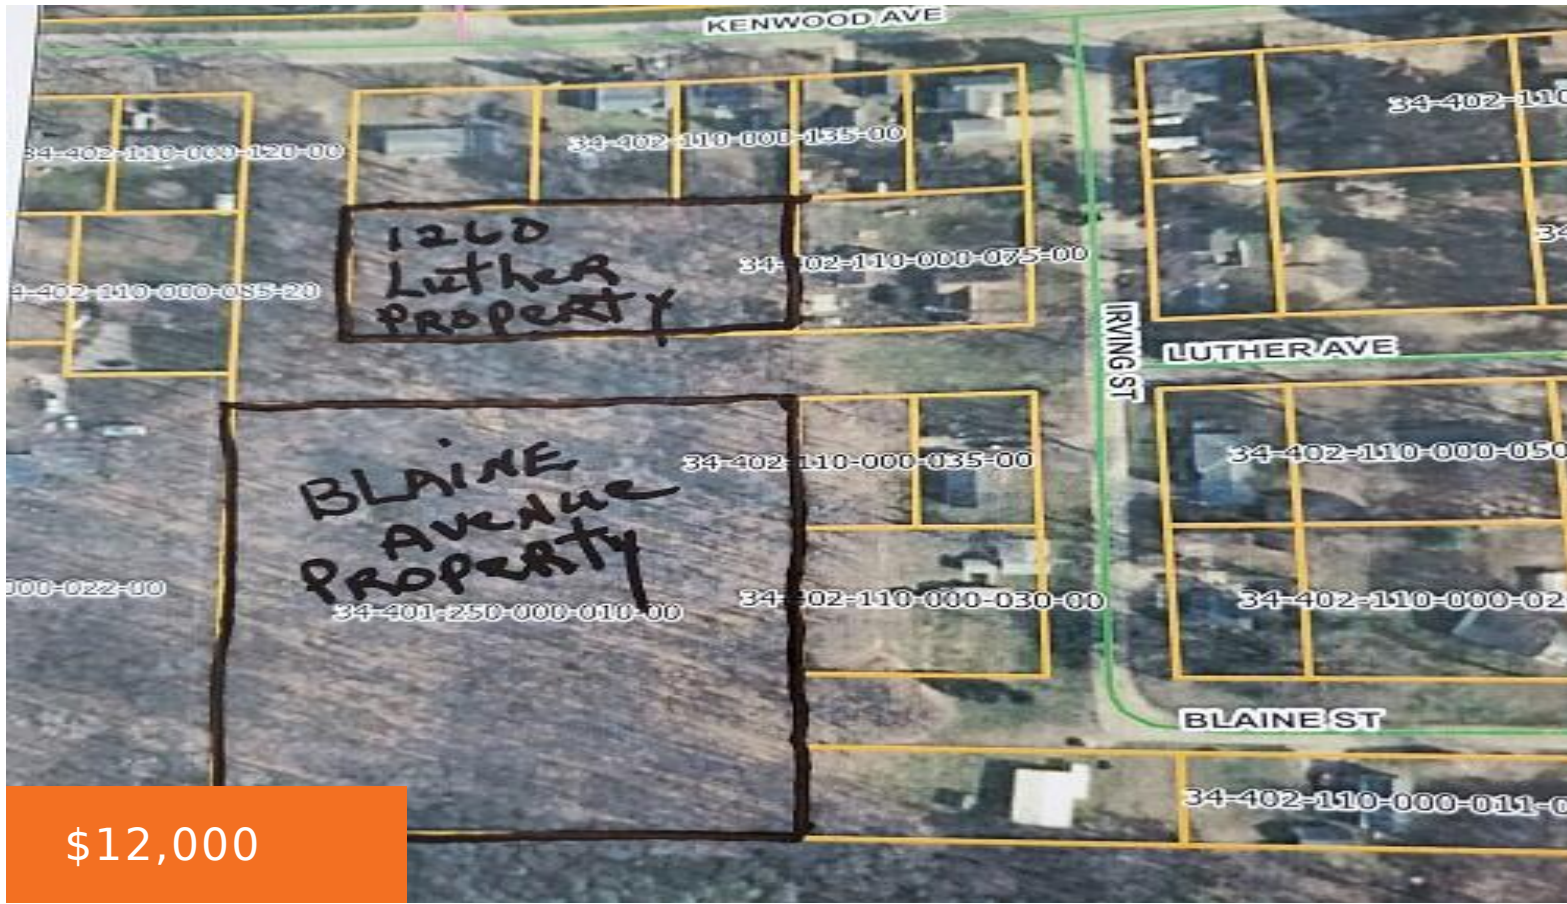 KENWOOD AVE
34-402-110
34-402-110-000-135-00
34-402-110-000-120-00
1260
Luther
PROPERTY
34-402-110-000-075-00
34
4-402-110-000-085-20
IRVING ST
LUTHER AVE
BLAINE
AVENUE
PROPERTY
34-402-110-000-035-00
34-402-110-000-050
000-022-00
34-401-250-000-010-00
34-402-110-000-030-00
34-402-110-000-02
BLAINE ST
34-402-110-000-011-0
$12,000